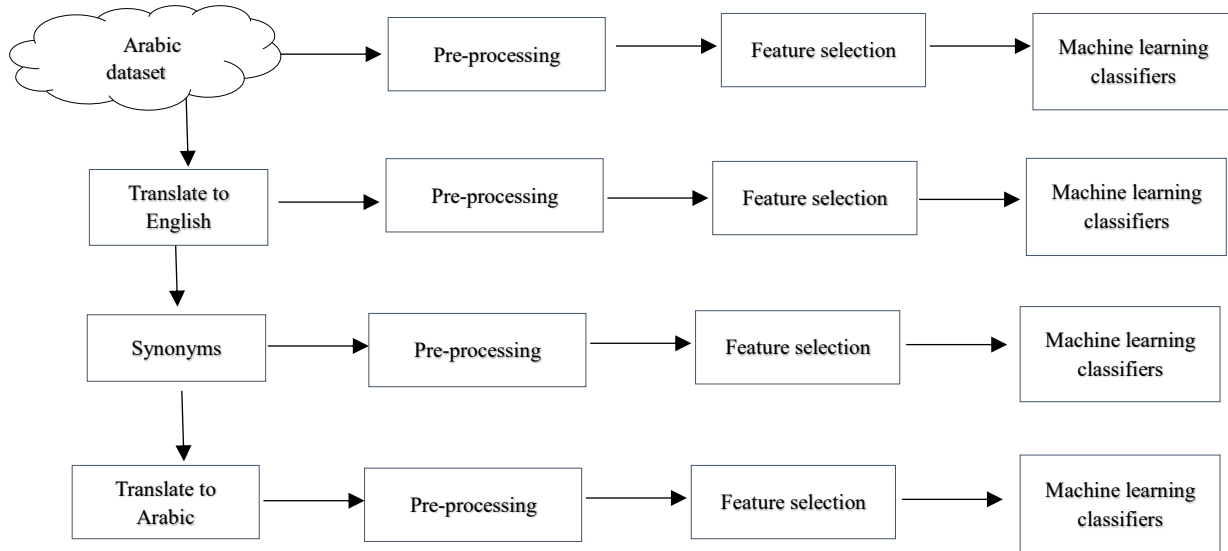 Arabic
dataset
Pre-processing
Feature selection
Machine learning
classifiers
Translate to
English
Pre-processing
Feature selection
Machine learning
classifiers
Synonyms
Pre-processing
Feature selection
Machine learning
classifiers
Translate to
Arabic
Pre-processing
Feature selection
Machine learning
classifiers